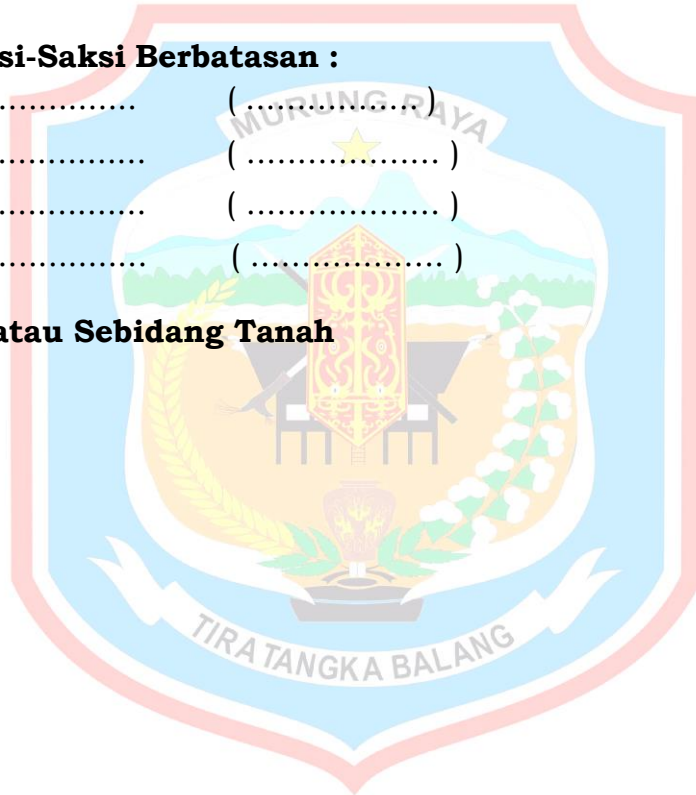 si-Saksi Berbatasan :
................ ( .................. )
................. ( .................... )
................. ( .................... )
................. ( .................... )
atau Sebidang Tanah
MURUNG RAYA
TIRA TANGKA BALANG